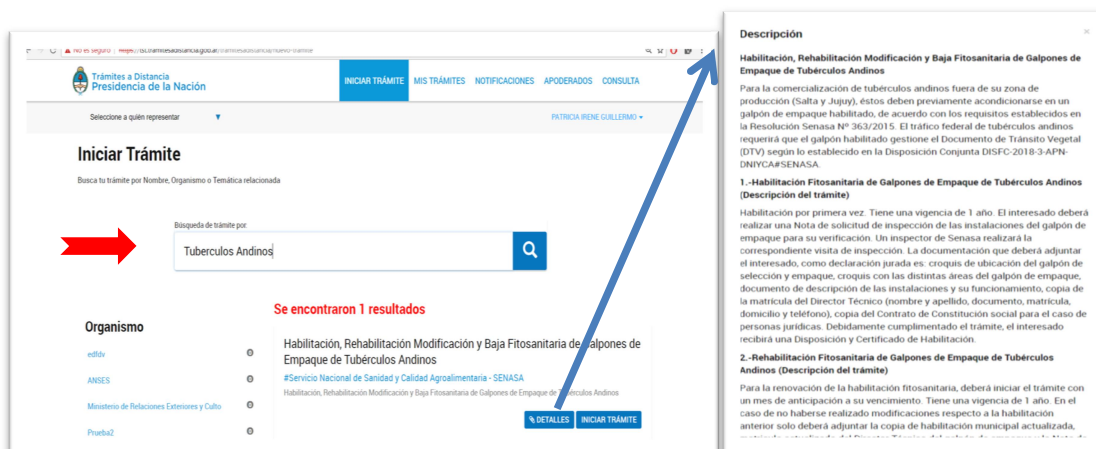 No es seguro
tst.tramitesadistancia.gob.ar/tramitesadistancia/nuevo-tramite
Trámites a Distancia
Presidencia de la Nación
INICIAR TRÁMITE
MIS TRÁMITES
NOTIFICACIONES
APODERADOS
CONSULTA
Seleccione a quién representar
PATRICIA IRENE GUILLERMO
Iniciar Trámite
Busca tu trámite por Nombre, Organismo o Temática relacionada
Búsqueda de trámite por:
Tuberculos Andinos
Se encontraron 1 resultados
Organismo
edfdv 0
ANSES 0
Ministerio de Relaciones Exteriores y Culto 0
Prueba2 0
Habilitación, Rehabilitación Modificación y Baja Fitosanitaria de Galpones de
Empaque de Tubérculos Andinos
#Servicio Nacional de Sanidad y Calidad Agroalimentaria - SENASA
Habilitación, Rehabilitación Modificación y Baja Fitosanitaria de Galpones de Empaque de Tubérculos Andinos
DETALLES
INICIAR TRÁMITE
Descripción ×
Habilitación, Rehabilitación Modificación y Baja Fitosanitaria de Galpones de
Empaque de Tubérculos Andinos
Para la comercialización de tubérculos andinos fuera de su zona de
producción (Salta y Jujuy), éstos deben previamente acondicionarse en un
galpón de empaque habilitado, de acuerdo con los requisitos establecidos en
la Resolución Senasa Nº 363/2015. El tráfico federal de tubérculos andinos
requerirá que el galpón habilitado gestione el Documento de Tránsito Vegetal
(DTV) según lo establecido en la Disposición Conjunta DISFC-2018-3-APN-
DNIYCA#SENASA.
1.-Habilitación Fitosanitaria de Galpones de Empaque de Tubérculos Andinos
(Descripción del trámite)
Habilitación por primera vez. Tiene una vigencia de 1 año. El interesado deberá
realizar una Nota de solicitud de inspección de las instalaciones del galpón de
empaque para su verificación. Un inspector de Senasa realizará la
correspondiente visita de inspección. La documentación que deberá adjuntar
el interesado, como declaración jurada es: croquis de ubicación del galpón de
selección y empaque, croquis con las distintas áreas del galpón de empaque,
documento de descripción de las instalaciones y su funcionamiento, copia de
la matrícula del Director Técnico (nombre y apellido, documento, matrícula,
domicilio y teléfono), copia del Contrato de Constitución social para el caso de
personas jurídicas. Debidamente cumplimentado el trámite, el interesado
recibirá una Disposición y Certificado de Habilitación.
2.-Rehabilitación Fitosanitaria de Galpones de Empaque de Tubérculos
Andinos (Descripción del trámite)
Para la renovación de la habilitación fitosanitaria, deberá iniciar el trámite con
un mes de anticipación a su vencimiento. Tiene una vigencia de 1 año. En el
caso de no haberse realizado modificaciones respecto a la habilitación
anterior solo deberá adjuntar la copia de habilitación municipal actualizada,